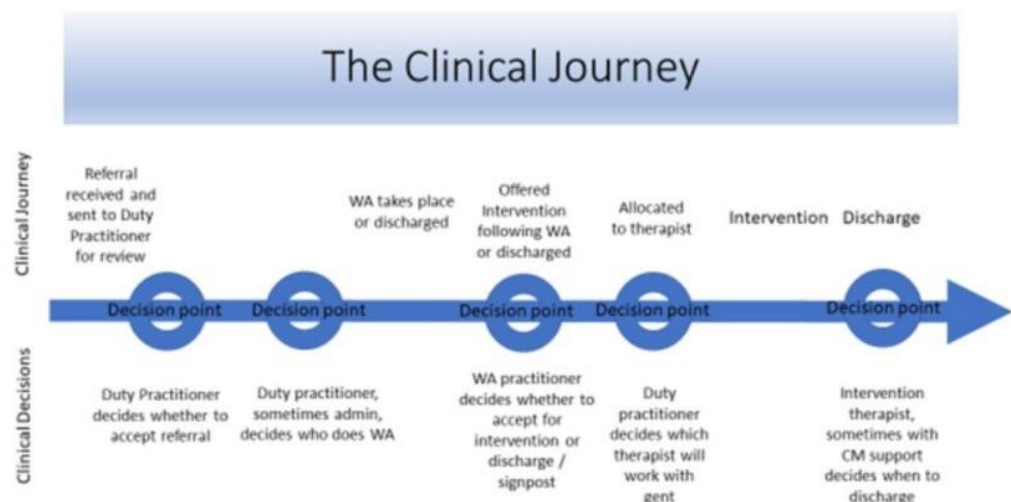 The Clinical Journey
Clinical Journey
Referral
received and
sent to Duty
Practitioner
for review
WA takes place
or discharged
Offered
Intervention
following WA
or discharged
Allocated
to therapist
Intervention
Discharge
Decision point
Decision point
Decision point
Decision point
Decision point
Clinical Decisions
Duty Practitioner
decides whether to
accept referral
Duty practitioner,
sometimes admin,
decides who does WA
WA practitioner
decides whether to
accept for
intervention or
discharge /
signpost
Duty
practitioner
decides which
therapist will
work with
gent
Intervention
therapist,
sometimes with
CM support
decides when to
discharge